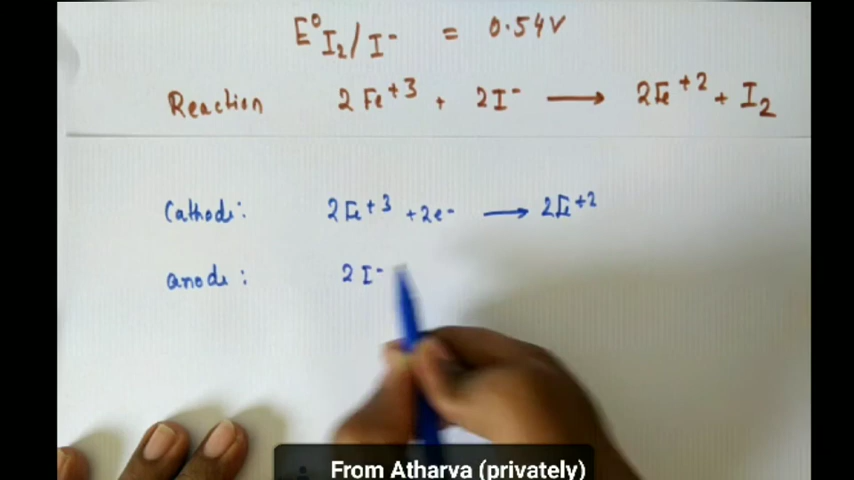 E⁰ I₂/I⁻ = 0.54V
Reaction 2Fe⁺³ + 2I⁻ ⟶ 2Fe⁺² + I₂
Cathode: 2Fe⁺³ + 2e⁻ ⟶ 2Fe⁺²
anode: 2I⁻
From Atharva (privately)